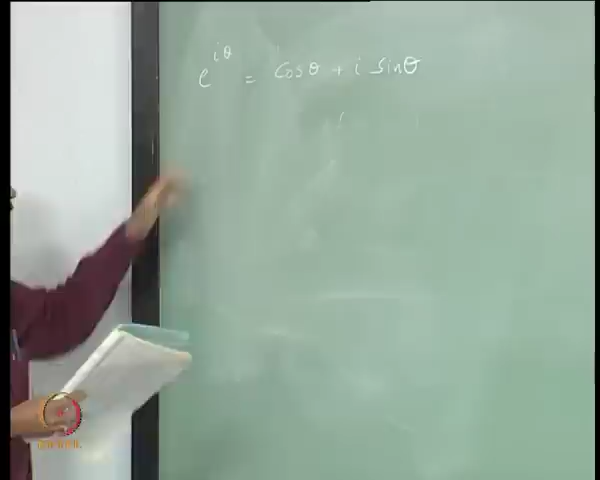 e^{iθ} = cosθ + i sinθ